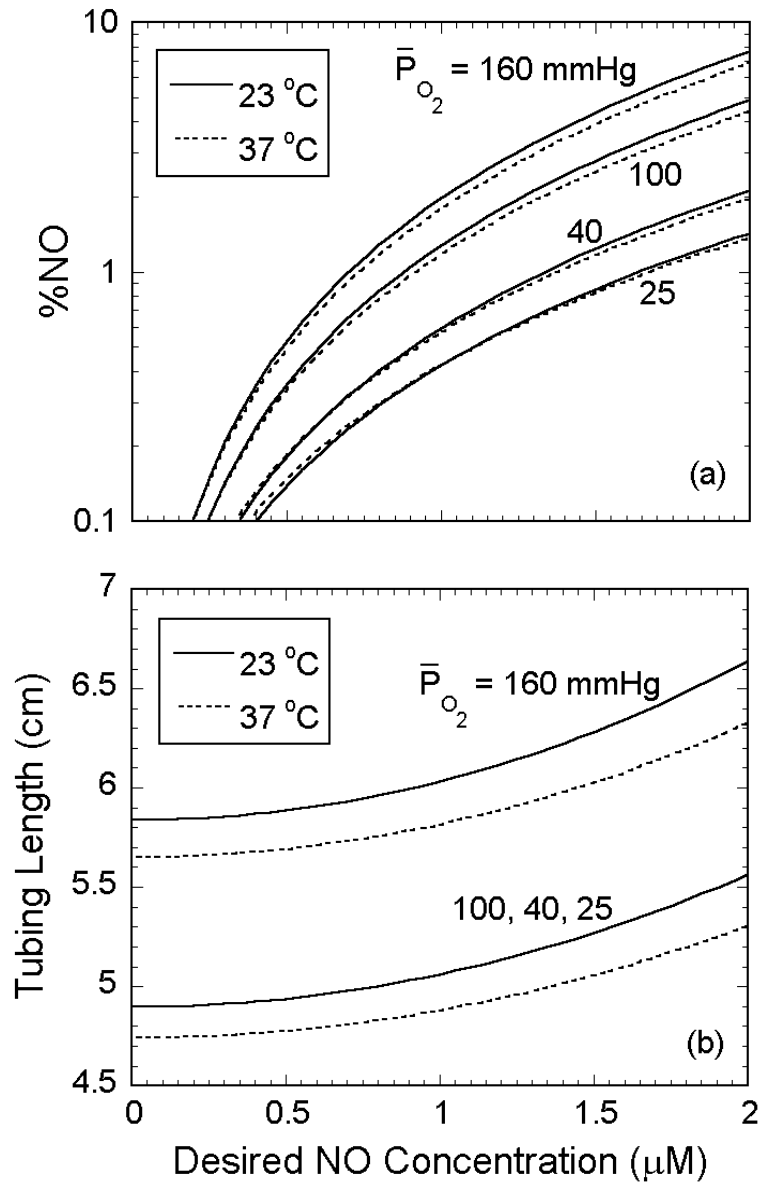 10
23 °C
37 °C
P̅O₂ = 160 mmHg
100
40
25
1
%NO
(a)
0.1
7
23 °C
37 °C
P̅O₂ = 160 mmHg
6.5
6
5.5
100, 40, 25
5
(b)
4.5
Tubing Length (cm)
0 0.5 1 1.5 2
Desired NO Concentration (μM)